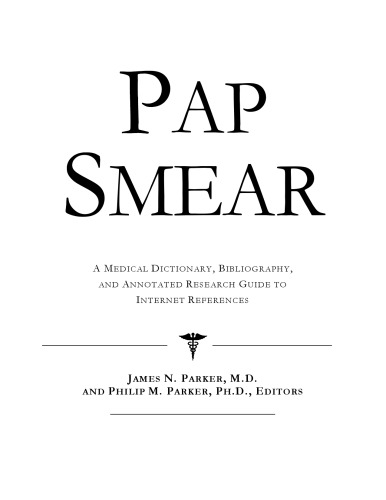 PAP
SMEAR
A MEDICAL DICTIONARY, BIBLIOGRAPHY,
AND ANNOTATED RESEARCH GUIDE TO
INTERNET REFERENCES
JAMES N. PARKER, M.D.
AND PHILIP M. PARKER, PH.D., EDITORS